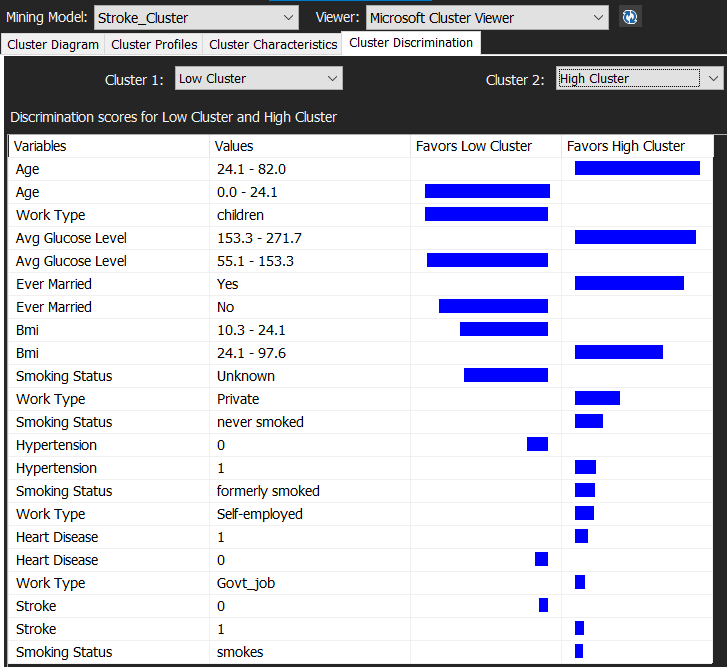 Mining Model: Stroke_Cluster Viewer: Microsoft Cluster Viewer
Cluster Diagram Cluster Profiles Cluster Characteristics Cluster Discrimination
Cluster 1: Low Cluster Cluster 2: High Cluster
Discrimination scores for Low Cluster and High Cluster
Variables Values Favors Low Cluster Favors High Cluster
Age 24.1 - 82.0
Age 0.0 - 24.1
Work Type children
Avg Glucose Level 153.3 - 271.7
Avg Glucose Level 55.1 - 153.3
Ever Married Yes
Ever Married No
Bmi 10.3 - 24.1
Bmi 24.1 - 97.6
Smoking Status Unknown
Work Type Private
Smoking Status never smoked
Hypertension 0
Hypertension 1
Smoking Status formerly smoked
Work Type Self-employed
Heart Disease 1
Heart Disease 0
Work Type Govt_job
Stroke 0
Stroke 1
Smoking Status smokes